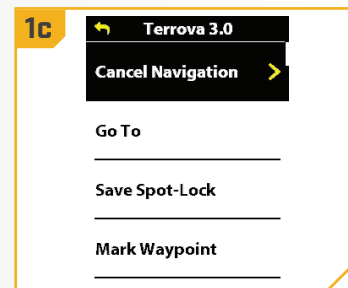 1c
Terrova 3.0
Cancel Navigation
Go To
Save Spot-Lock
Mark Waypoint